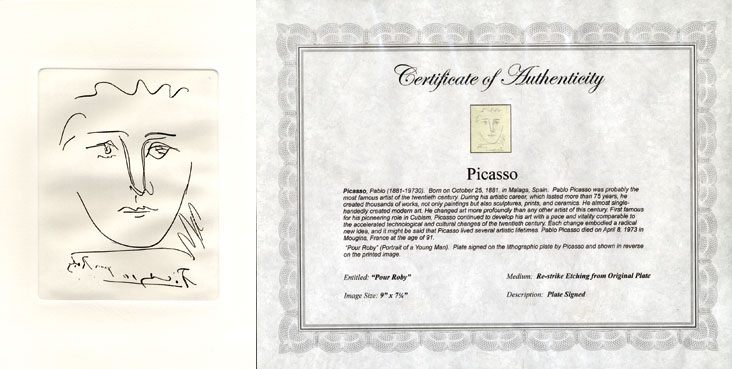 Certificate of Authenticity
Picasso
Picasso, Pablo (1881-19730). Born on October 25, 1881, in Malaga, Spain. Pablo Picasso was probably the
most famous artist of the twentieth century. During his artistic career, which lasted more than 75 years, he
created thousands of works, not only paintings but also sculptures, prints, and ceramics. He almost single-
handedly created modern art. He changed art more profoundly than any other artist of this century. First famous
for his pioneering role in Cubism, Picasso continued to develop his art with a pace and vitality comparable to
the accelerated technological and cultural changes of the twentieth century. Each change embodied a radical
new idea, and it might be said that Picasso lived several artistic lifetimes. Pablo Picasso died on April 8, 1973 in
Mougins, France at the age of 91.
"Pour Roby" (Portrait of a Young Man). Plate signed on the lithographic plate by Picasso and shown in reverse
on the printed image.
Entitled: "Pour Roby"
Medium: Re-strike Etching from Original Plate
Image Size: 9" x 7¾"
Description: Plate Signed